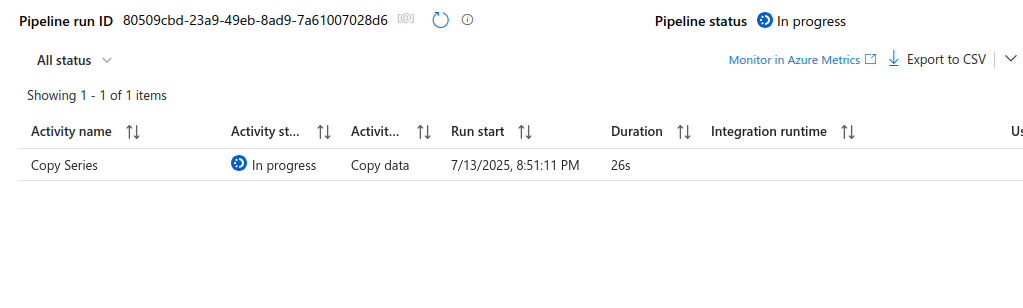 Pipeline run ID 80509cbd-23a9-49eb-8ad9-7a61007028d6 [@] Pipeline status In progress
All status Monitor in Azure Metrics Export to CSV
Showing 1 - 1 of 1 items
Activity name Activity st... Activit... Run start Duration Integration runtime Us
Copy Series In progress Copy data 7/13/2025, 8:51:11 PM 26s